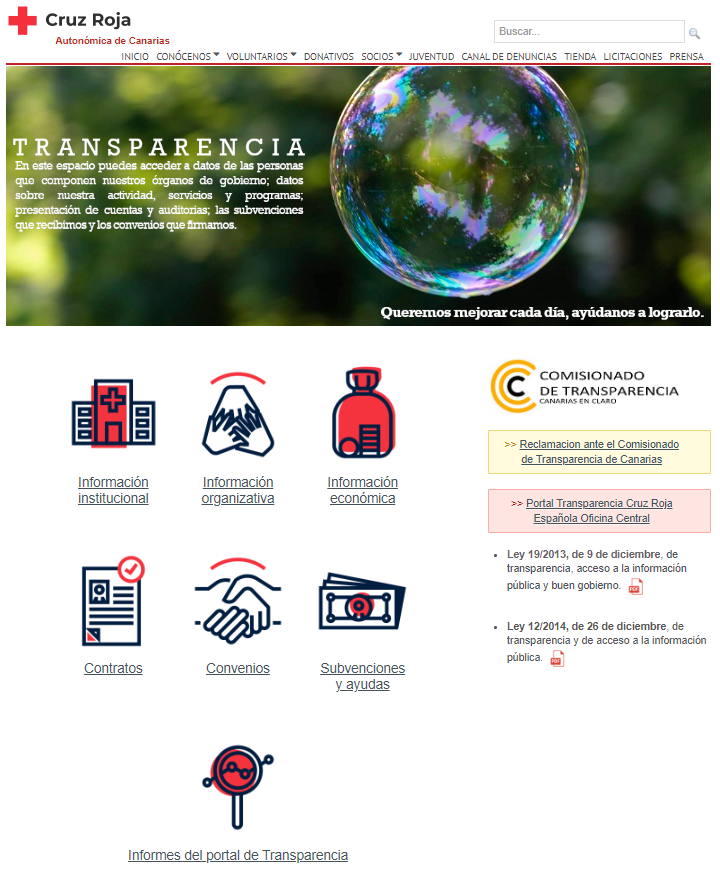 Cruz Roja
Autonómica de Canarias
Buscar...
INICIO CONÓCENOS VOLUNTARIOS DONATIVOS SOCIOS JUVENTUD CANAL DE DENUNCIAS TIENDA LICITACIONES PRENSA
TRANSPARENCIA
En este espacio puedes acceder a datos de las personas
que componen nuestros órganos de gobierno; datos
sobre nuestra actividad, servicios y programas;
presentación de cuentas y auditorias; las subvenciones
que recibimos y los convenios que firmamos.
Queremos mejorar cada día, ayúdanos a lograrlo.
Información
institucional
Información
organizativa
Información
económica
Contratos
Convenios
Subvenciones
y ayudas
Informes del portal de Transparencia
COMISIONADO
DE TRANSPARENCIA
CANARIAS EN CLARO
>> Reclamacion ante el Comisionado
de Transparencia de Canarias
>> Portal Transparencia Cruz Roja
Española Oficina Central
• Ley 19/2013, de 9 de diciembre, de
transparencia, acceso a la información
pública y buen gobierno. PDF
• Ley 12/2014, de 26 de diciembre, de
transparencia y de acceso a la información
pública. PDF